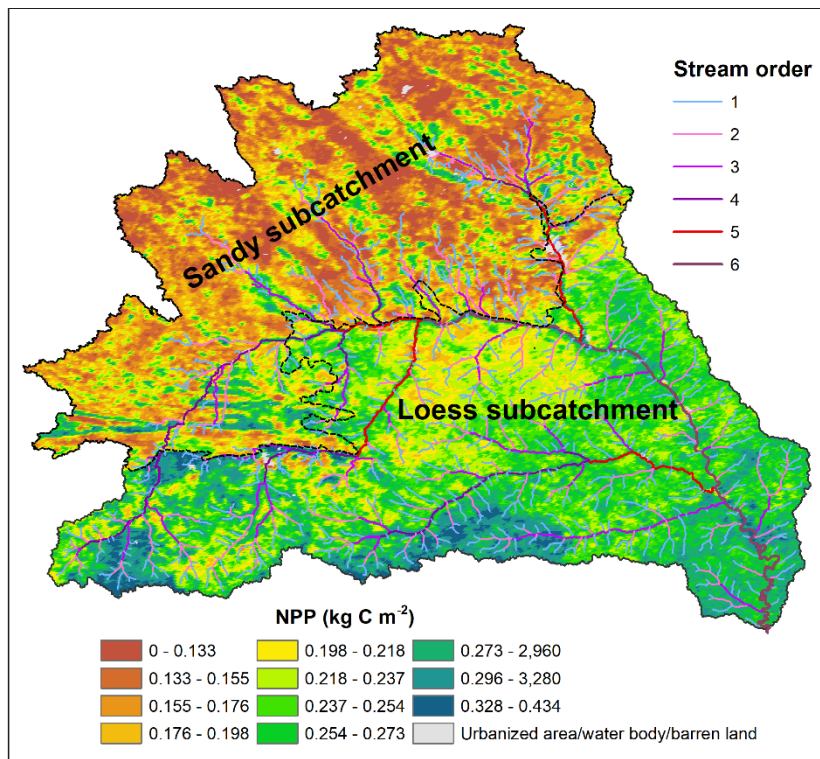 Stream order
1
2
3
4
5
6
Sandy subcatchment
Loess subcatchment
NPP (kg C m⁻²)
0 - 0.133
0.133 - 0.155
0.155 - 0.176
0.176 - 0.198
0.198 - 0.218
0.218 - 0.237
0.237 - 0.254
0.254 - 0.273
0.273 - 2,960
0.296 - 3,280
0.328 - 0.434
Urbanized area/water body/barren land